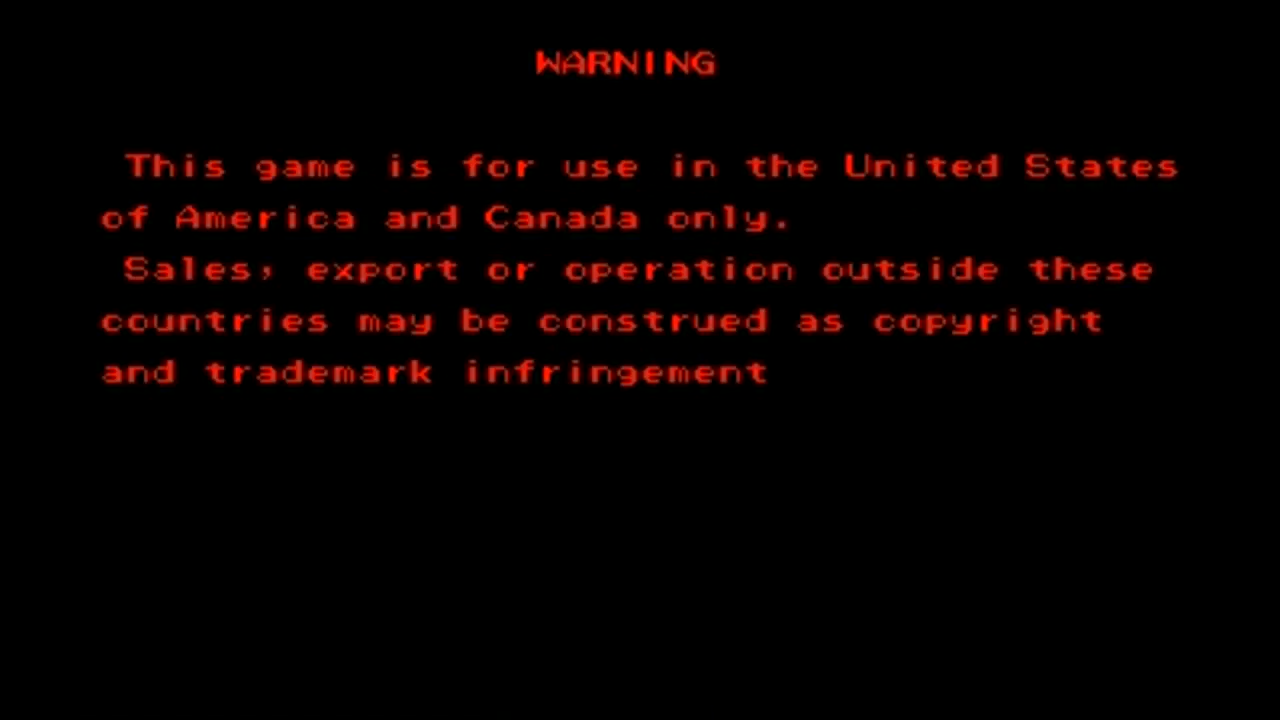 WARNING
This game is for use in the United States
of America and Canada only.
Sales, export or operation outside these
countries may be construed as copyright
and trademark infringement